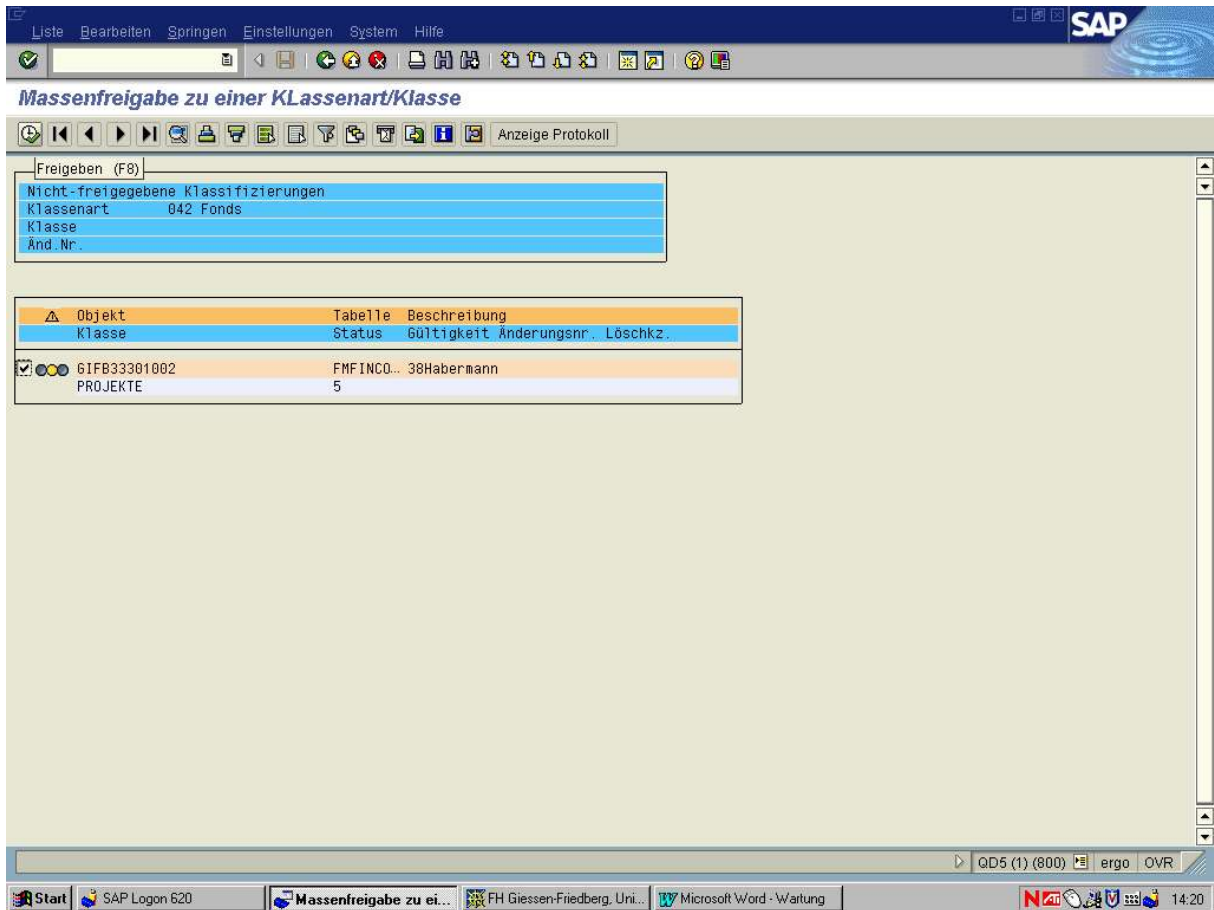 Liste Bearbeiten Springen Einstellungen System Hilfe
SAP
Massenfreigabe zu einer KLassenart/Klasse
Anzeige Protokoll
Freigeben (F8)
Nicht-freigegebene Klassifizierungen
Klassenart 042 Fonds
Klasse
Änd.Nr.
Objekt Tabelle Beschreibung
Klasse Status Gültigkeit Änderungsnr. Löschkz.
GIFB33301002 FMFINCO… 38Habermann
PROJEKTE 5
QD5 (1) (800) ergo OVR
Start SAP Logon 620 Massenfreigabe zu ei... FH Giessen-Friedberg, Uni... Microsoft Word - Wartung 14:20